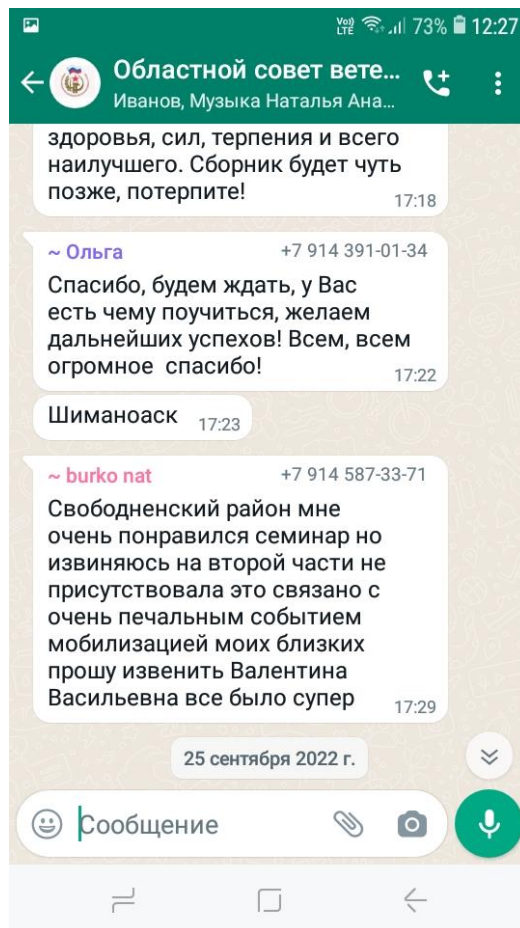 VoLTE 73% 12:27
Областной совет вете...
Иванов, Музыка Наталья Ана...
здоровья, сил, терпения и всего
наилучшего. Сборник будет чуть
позже, потерпите!
17:18
~ Ольга +7 914 391-01-34
Спасибо, будем ждать, у Вас
есть чему поучиться, желаем
дальнейших успехов! Всем, всем
огромное спасибо!
17:22
Шиманоаск 17:23
~ burko nat +7 914 587-33-71
Свободненский район мне
очень понравился семинар но
извиняюсь на второй части не
присутствовала это связано с
очень печальным событием
мобилизацией моих близких
прошу извенить Валентина
Васильевна все было супер
17:29
25 сентября 2022 г.
Сообщение